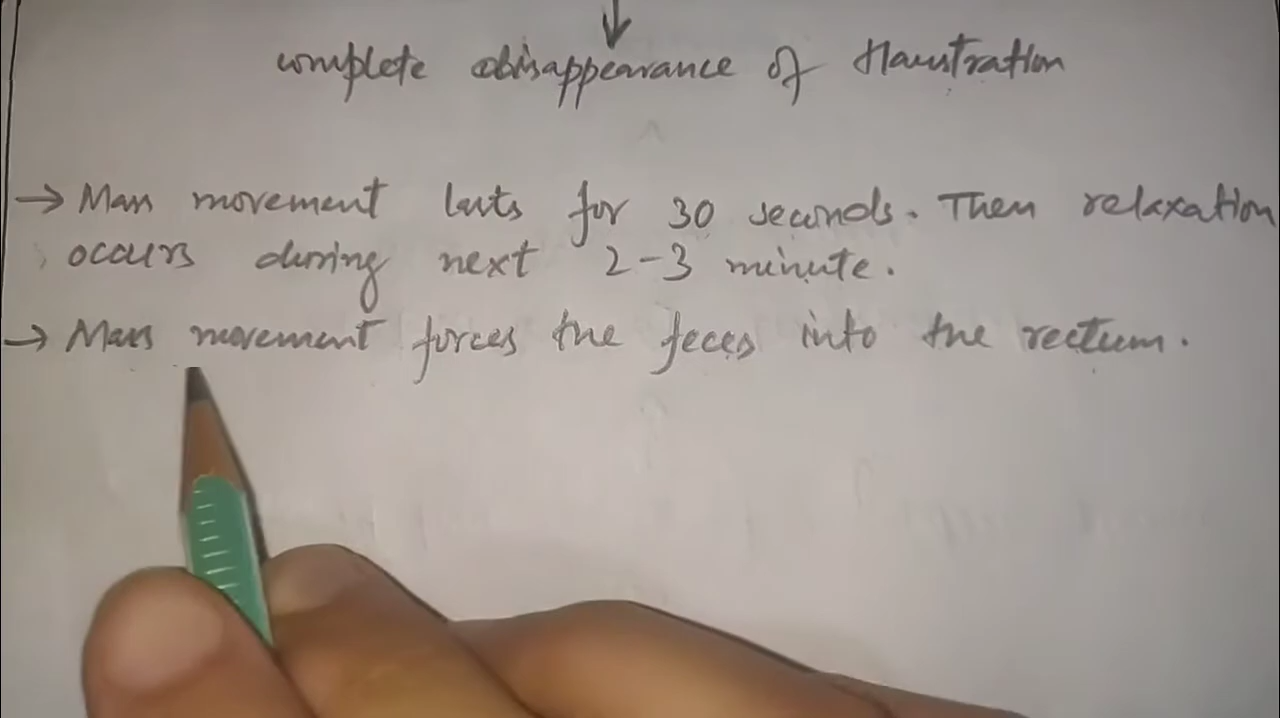 ↓
complete disappearance of Haustration
→ Mass movement lasts for 30 seconds. Then relaxation
occurs during next 2-3 minute.
→ Mass movement forces the feces into the rectum.